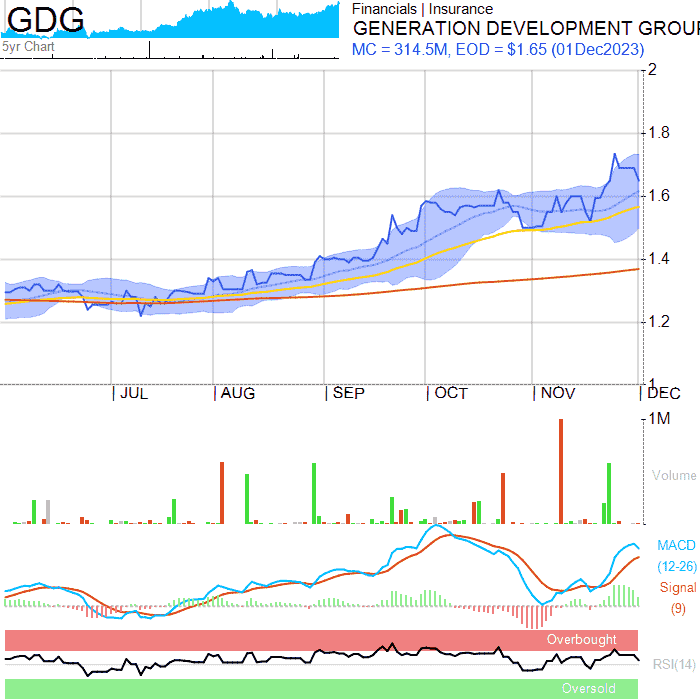 GDG
5yr Chart
Financials | Insurance
GENERATION DEVELOPMENT GROU
MC = 314.5M, EOD = $1.65 (01Dec2023)
2
1.8
1.6
1.4
1.2
1
JUL AUG SEP OCT NOV DEC
1M
Volume
MACD
(12-26)
Signal
(9)
Overbought
RSI(14)
Oversold